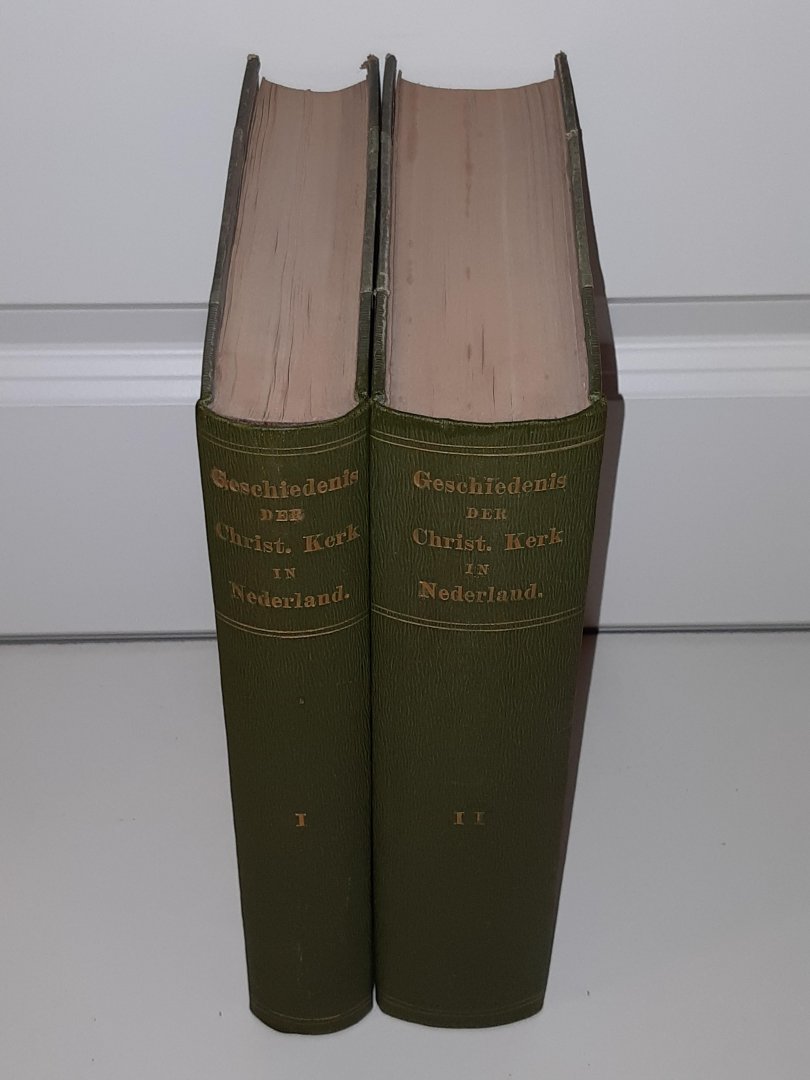 Geschiedenis
DER
Christ. Kerk
IN
Nederland.
I
Geschiedenis
DER
Christ. Kerk
IN
Nederland.
II